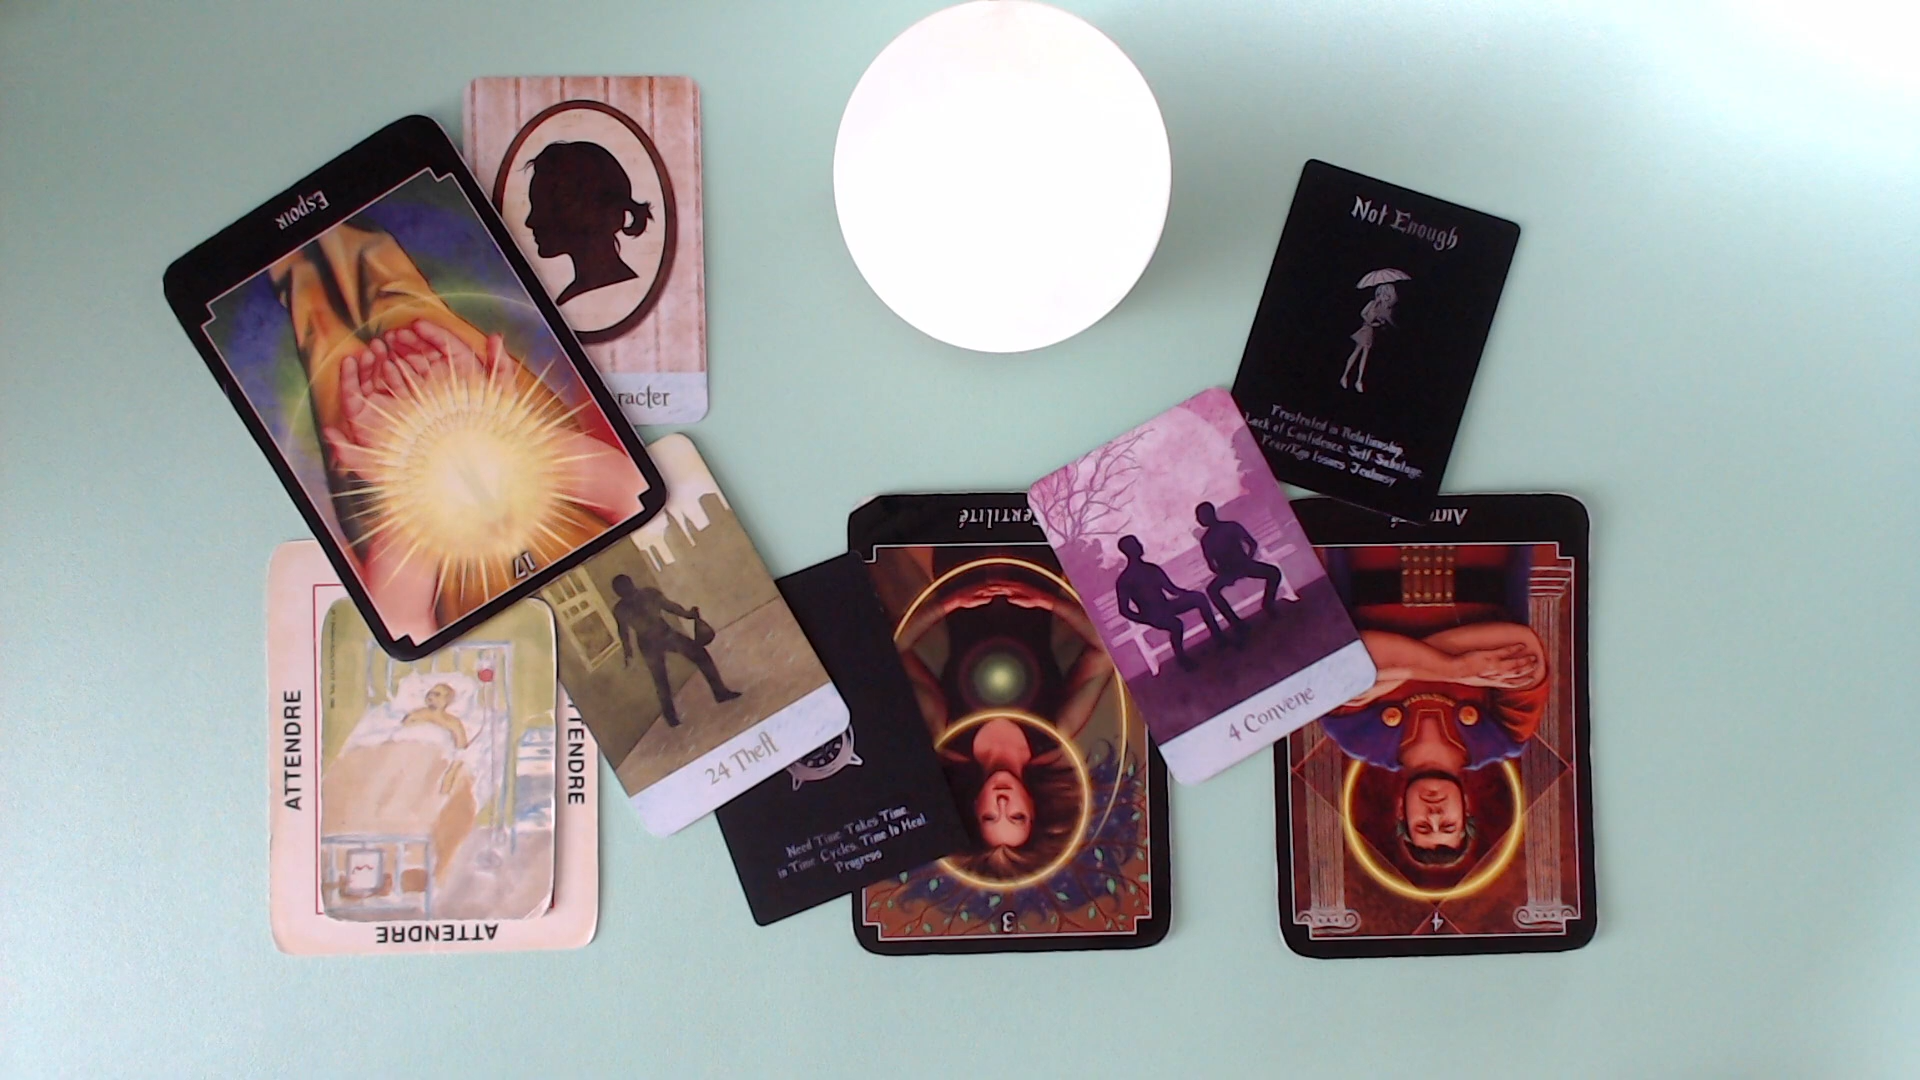 Espoir
17
racter
Not Enough
Frustrated in Relationship
Lack of Confidence Self Sabotage
Fear/Ego Issues Jealousy
ATTENDRE
ATTENDRE
24 Theft
Need Time Takes Time
in Time Cycles Time to Heal
Progress
Fertilité
3
4 Convene
4
ATTENDRE